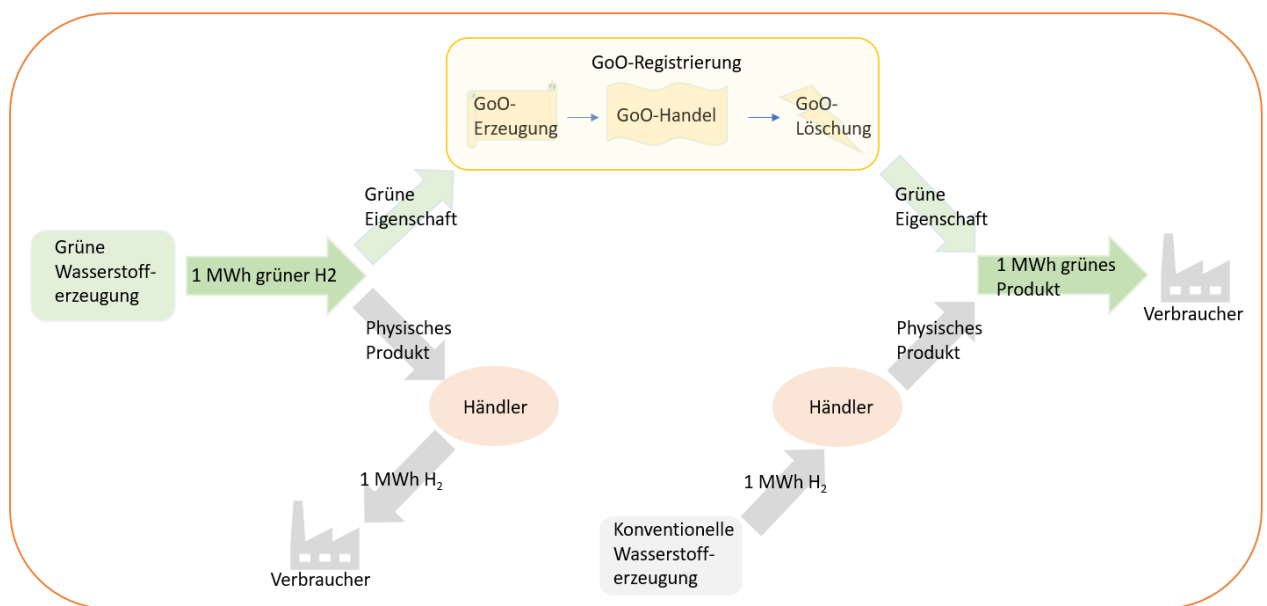 GoO-Registrierung
GoO-
Erzeugung
GoO-Handel
GoO-
Löschung
Grüne
Eigenschaft
Grüne
Eigenschaft
Grüne
Wasserstoff-
erzeugung
1 MWh grüner H2
1 MWh grünes
Produkt
Verbraucher
Physisches
Produkt
Physisches
Produkt
Händler
Händler
1 MWh H₂
1 MWh H₂
Verbraucher
Konventionelle
Wasserstoff-
erzeugung